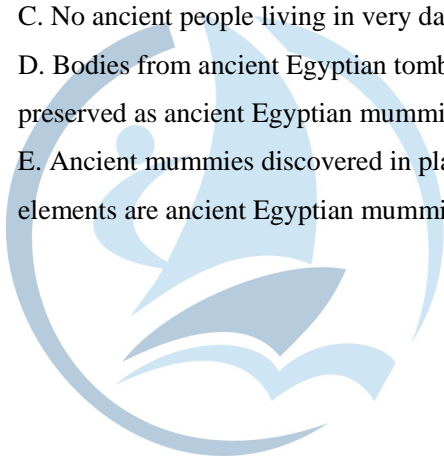 C. No ancient people living in very da
D. Bodies from ancient Egyptian tomb
preserved as ancient Egyptian mummi
E. Ancient mummies discovered in pla
elements are ancient Egyptian mummi